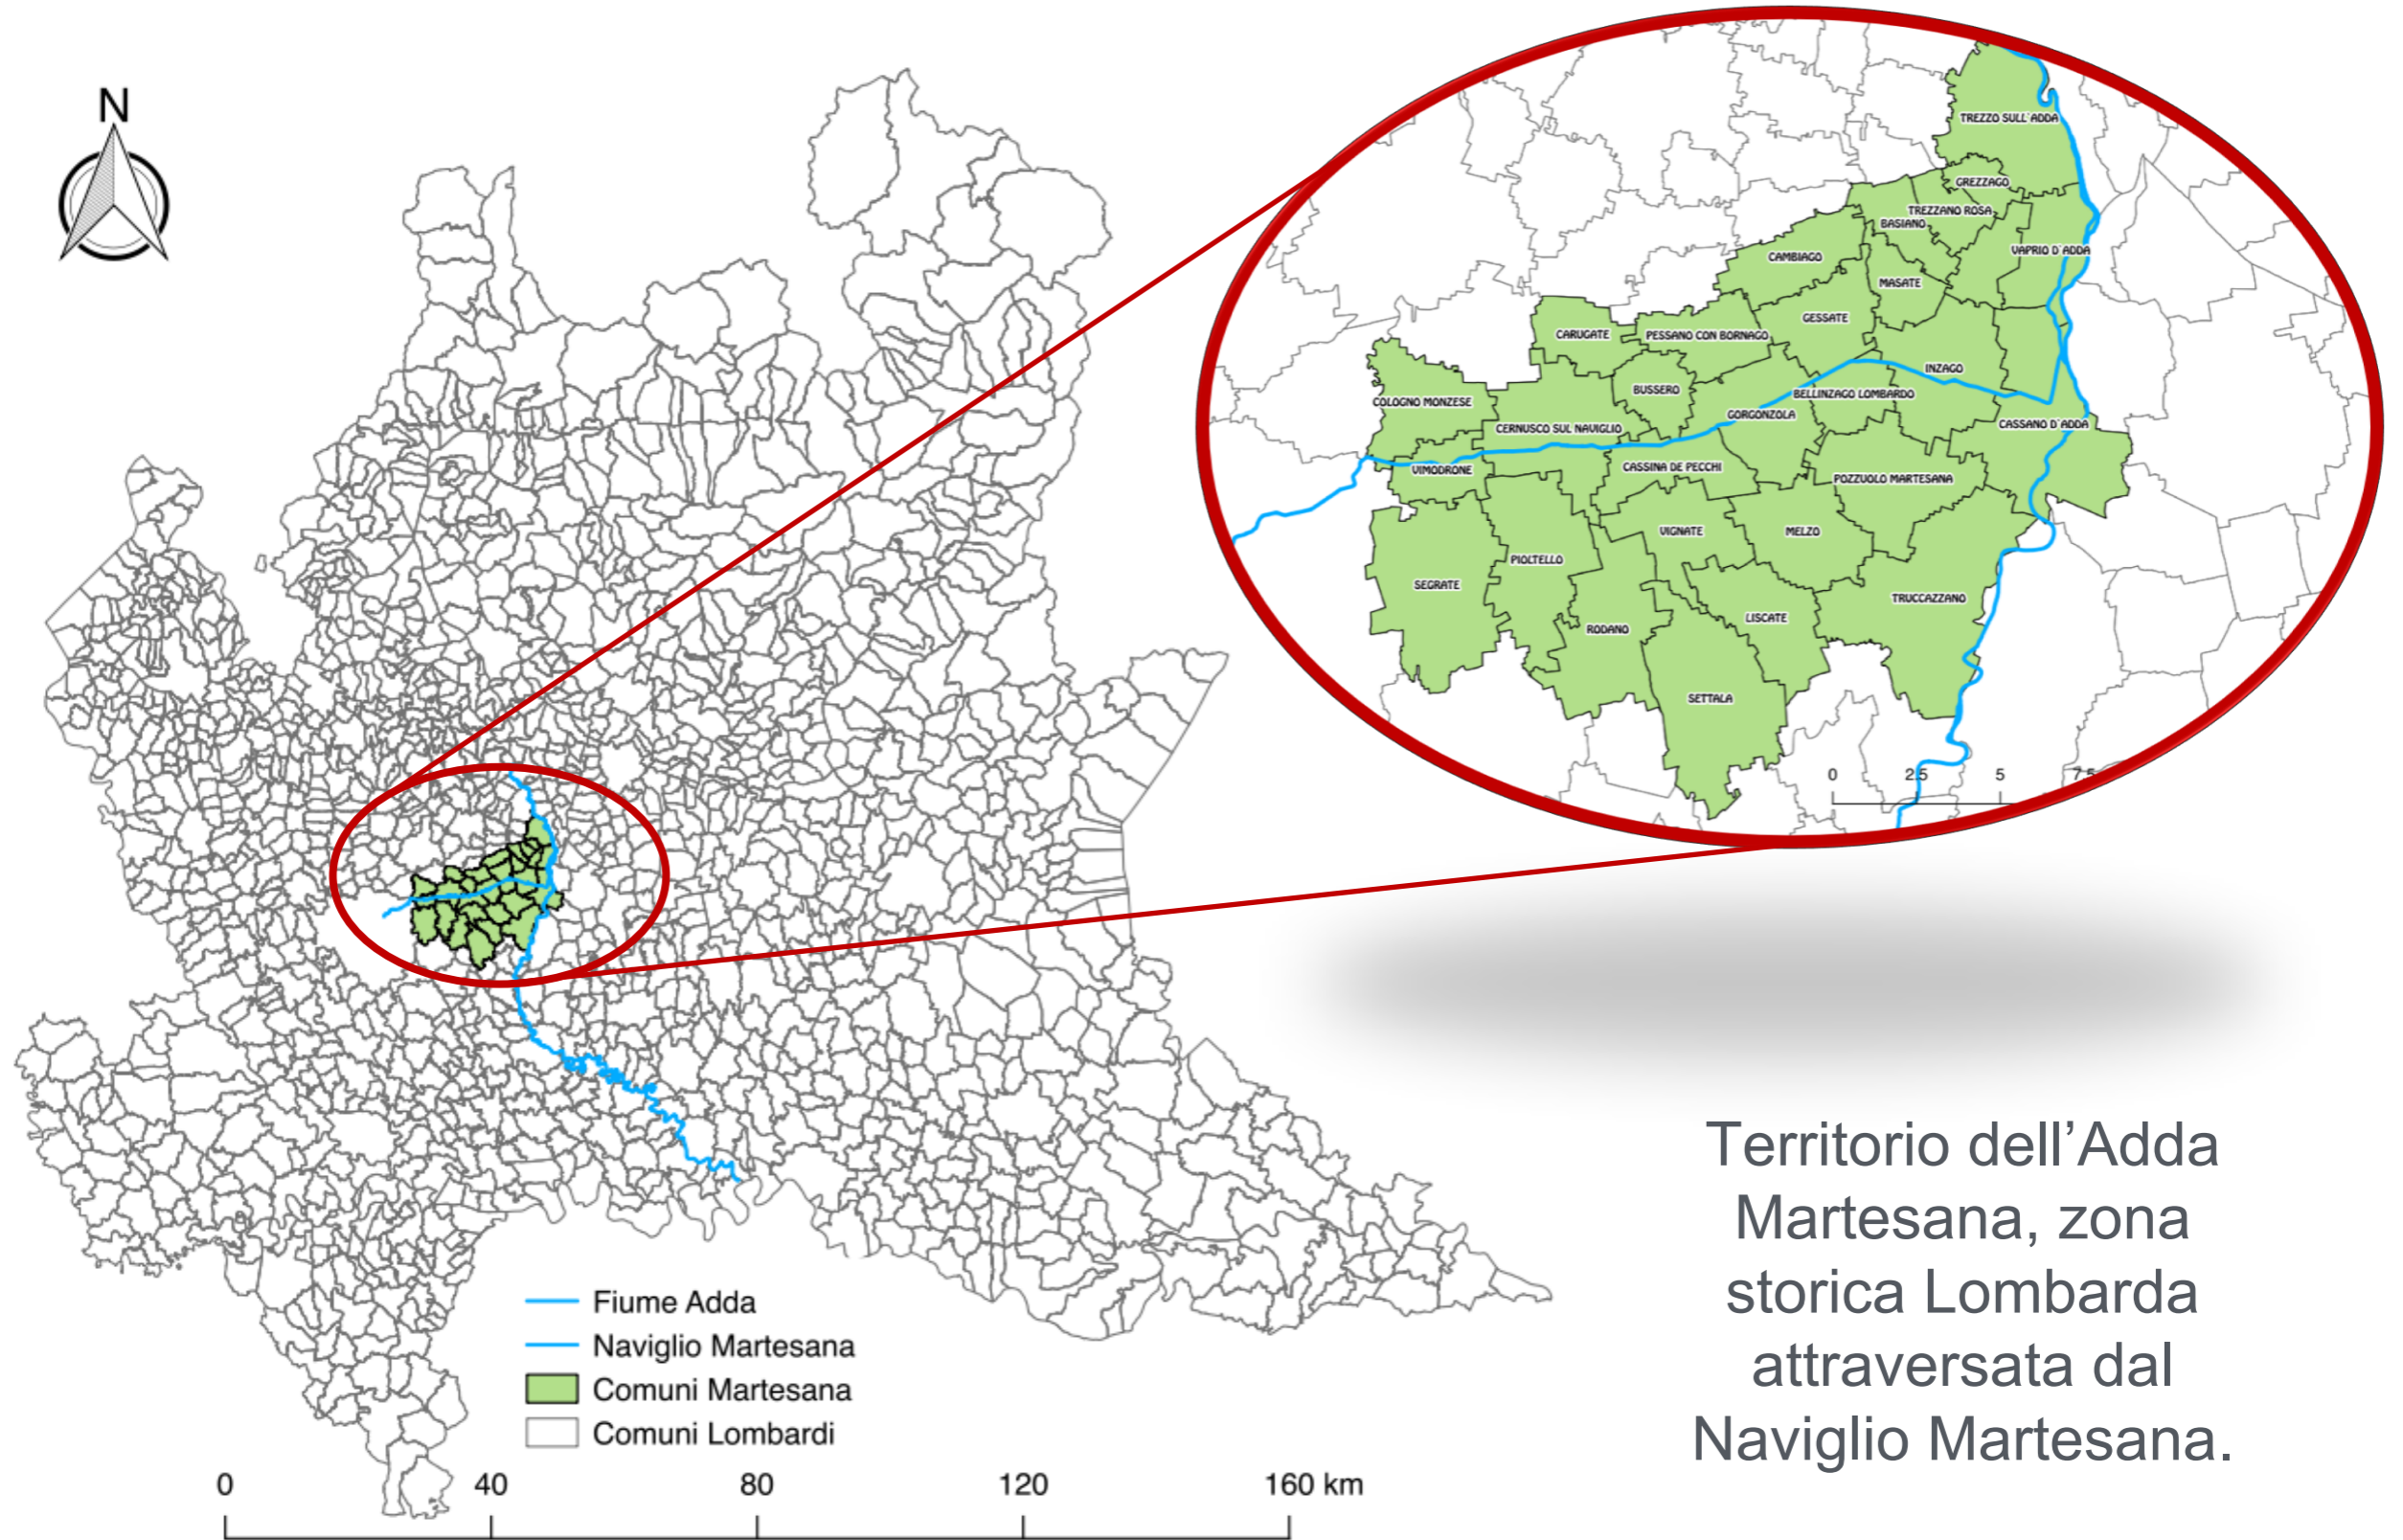 N
TREZZO SULL'ADDA
GREZZAGO
TREZZANO ROSA
BASIANO
VAPRIO D'ADDA
CAMBIAGO
MASATE
GESSATE
CARUGATE
PESSANO CON BORNAGO
INZAGO
BUSSERO
BELLINZAGO LOMBARDO
COLOGNO MONZESE
GORGONZOLA
CERNUSCO SUL NAVIGLIO
CASSANO D'ADDA
VIMODRONE
CASSINA DE PECCHI
POZZUOLO MARTESANA
VIGNATE
MELZO
PIOLTELLO
SEGRATE
TRUCCAZZANO
LISCATE
RODANO
SETTALA
0 2.5 5 7.5
Territorio dell’Adda
Martesana, zona
storica Lombarda
attraversata dal
Naviglio Martesana.
Fiume Adda
Naviglio Martesana
Comuni Martesana
Comuni Lombardi
0 40 80 120 160 km